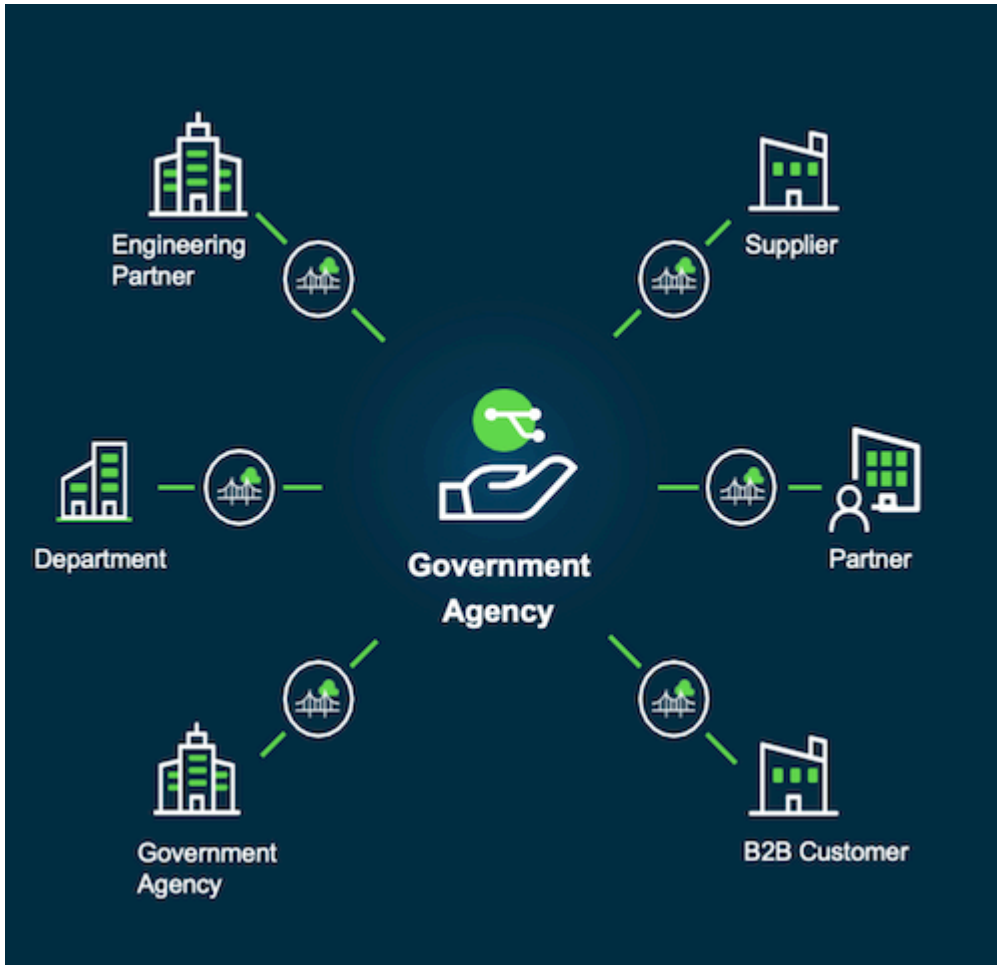 Engineering
Partner
Supplier
Department
Government
Agency
Partner
Government
Agency
B2B Customer